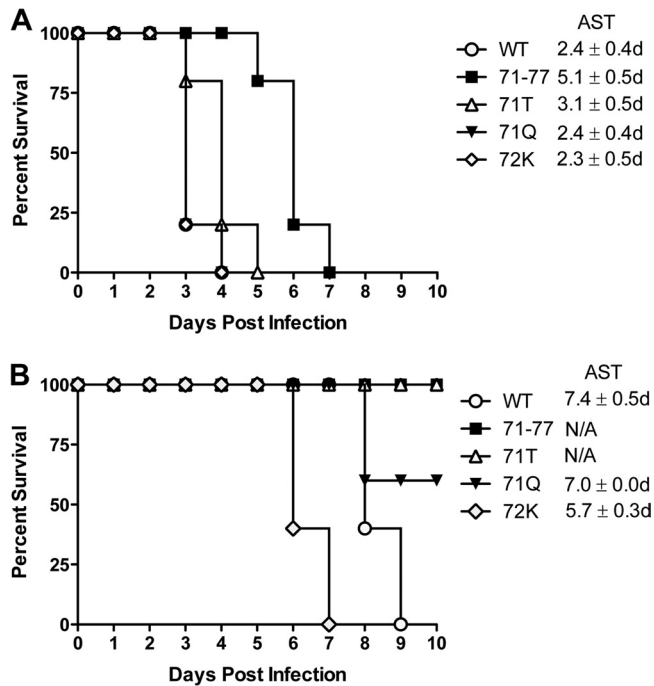 A
AST
WT 2.4 ± 0.4d
71-77 5.1 ± 0.5d
71T 3.1 ± 0.5d
71Q 2.4 ± 0.4d
72K 2.3 ± 0.5d
Percent Survival
100
75
50
25
0
0 1 2 3 4 5 6 7 8 9 10
Days Post Infection
B
AST
WT 7.4 ± 0.5d
71-77 N/A
71T N/A
71Q 7.0 ± 0.0d
72K 5.7 ± 0.3d
Percent Survival
100
75
50
25
0
0 1 2 3 4 5 6 7 8 9 10
Days Post Infection